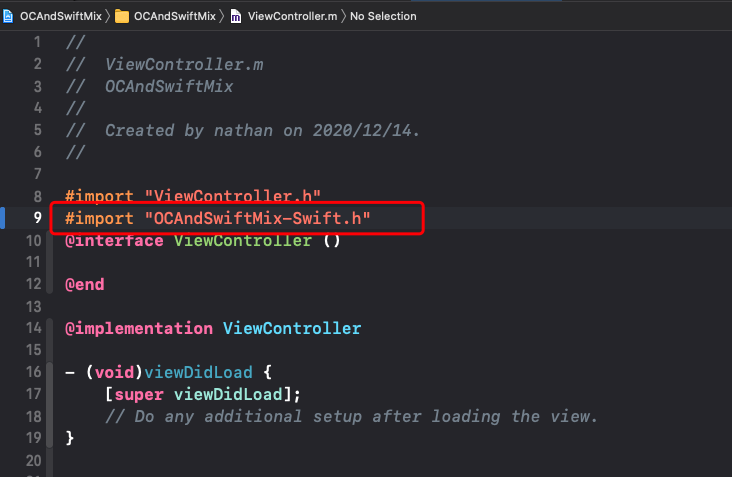 OCAndSwiftMix 〉 OCAndSwiftMix 〉 m ViewController.m 〉 No Selection
1 //
2 //  ViewController.m
3 //  OCAndSwiftMix
4 //
5 //  Created by nathan on 2020/12/14.
6 //
7
8 #import "ViewController.h"
9 #import "OCAndSwiftMix-Swift.h"
10 @interface ViewController ()
11
12 @end
13
14 @implementation ViewController
15
16 - (void)viewDidLoad {
17     [super viewDidLoad];
18     // Do any additional setup after loading the view.
19 }
20